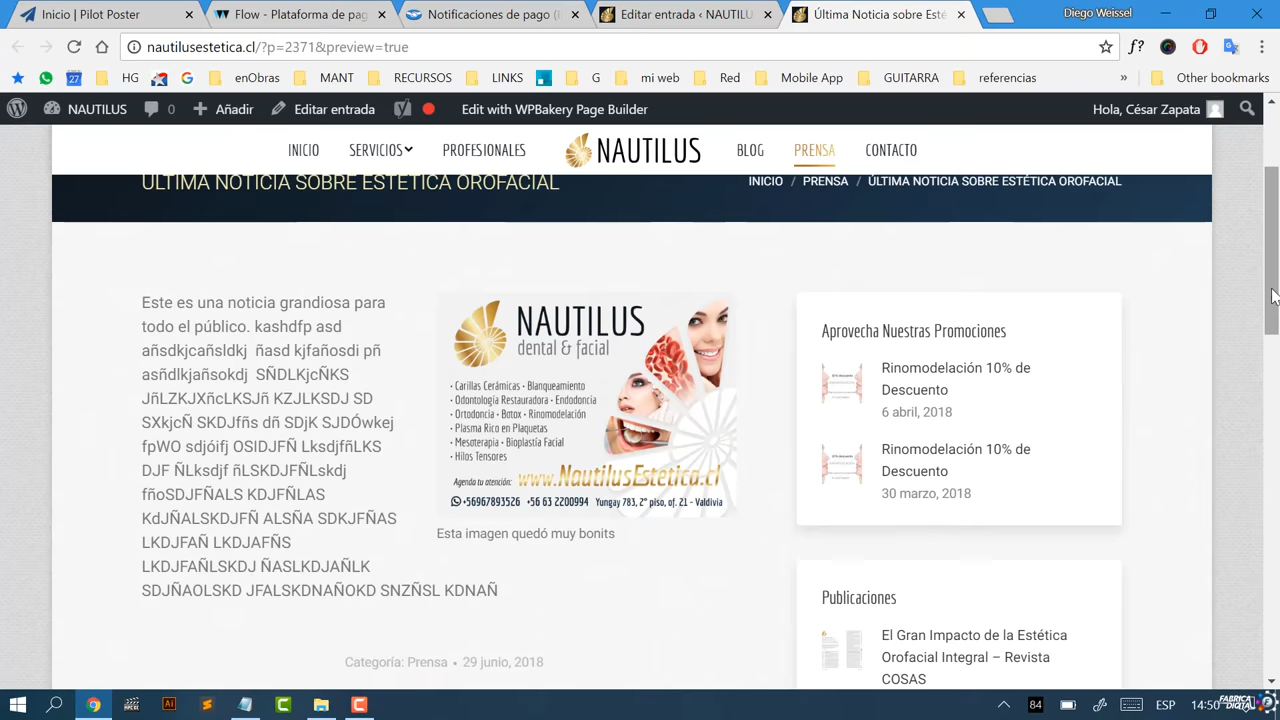 Inicio | Pilot Poster
Flow - Plataforma de pag
Notificaciones de pago (
Editar entrada ‹ NAUTILU
Última Noticia sobre Esté
Diego Weissel
nautilusestetica.cl/?p=2371&preview=true
f?
27
HG
enObras
MANT
RECURSOS
LINKS
G
mi web
Red
Mobile App
GUITARRA
referencias
»
Other bookmarks
NAUTILUS
0
Añadir
Editar entrada
Edit with WPBakery Page Builder
Hola, César Zapata
INICIO
SERVICIOS
PROFESIONALES
NAUTILUS
BLOG
PRENSA
CONTACTO
ÚLTIMA NOTICIA SOBRE ESTÉTICA OROFACIAL
INICIO / PRENSA / ÚLTIMA NOTICIA SOBRE ESTÉTICA OROFACIAL
Este es una noticia grandiosa para
todo el público. kashdfp asd
añsdkjcañsldkj ñasd kjfañosdi pñ
asñdlkjañsokdj SÑDLKjcÑKS
JñLZKJXñcLKSJñ KZJLKSDJ SD
SXkjcÑ SKDJfñs dñ SDjK SJDÓwkej
fpWO sdjóifj OSIDJFÑ LksdjfñLKS
DJF ÑLksdjf ñLSKDJFÑLskdj
fñoSDJFÑALS KDJFÑLAS
KdJÑALSKDJFÑ ALSÑA SDKJFÑAS
LKDJFAÑ LKDJAFÑS
LKDJFAÑLSKDJ ÑASLKDJAÑLK
SDJÑAOLSKD JFALSKDNAÑOKD SNZÑSL KDNAÑ
NAUTILUS
dental & facial
· Carillas Cerámicas · Blanqueamiento
· Odontología Restauradora · Endodoncia
· Ortodoncia · Botox · Rinomodelación
· Plasma Rico en Plaquetas
· Mesoterapia · Bioplastía Facial
· Hilos Tensores
Agenda tu atención: www.NautilusEstetica.cl
+56967893526 +56 63 2200994 Yungay 783, 2° piso, of. 21 - Valdivia
Esta imagen quedó muy bonits
Categoría: Prensa • 29 junio, 2018
Aprovecha Nuestras Promociones
Rinomodelación 10% de
Descuento
6 abril, 2018
Rinomodelación 10% de
Descuento
30 marzo, 2018
Publicaciones
El Gran Impacto de la Estética
Orofacial Integral – Revista
COSAS
84
ESP
14:50
FABRICA
DIGITAL